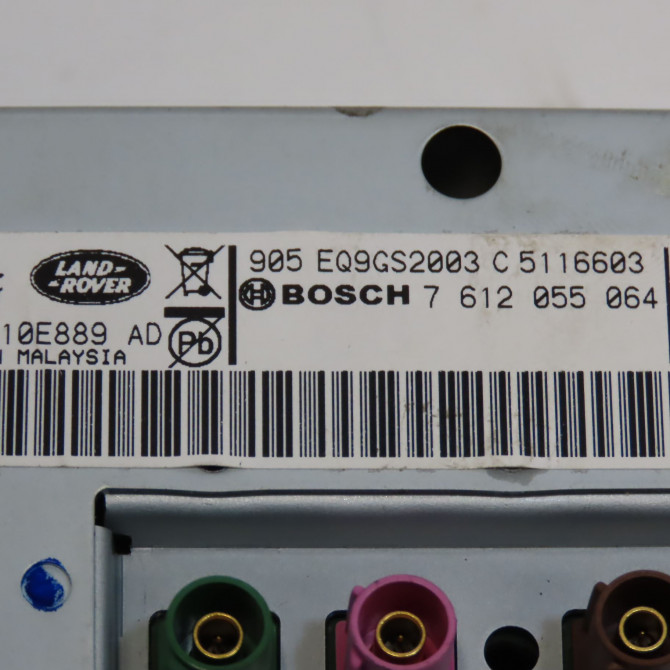 LAND-
-ROVER
905 EQ9GS2003 C 5116603
BOSCH 7 612 055 064
10E889 AD
Pb
MALAYSIA